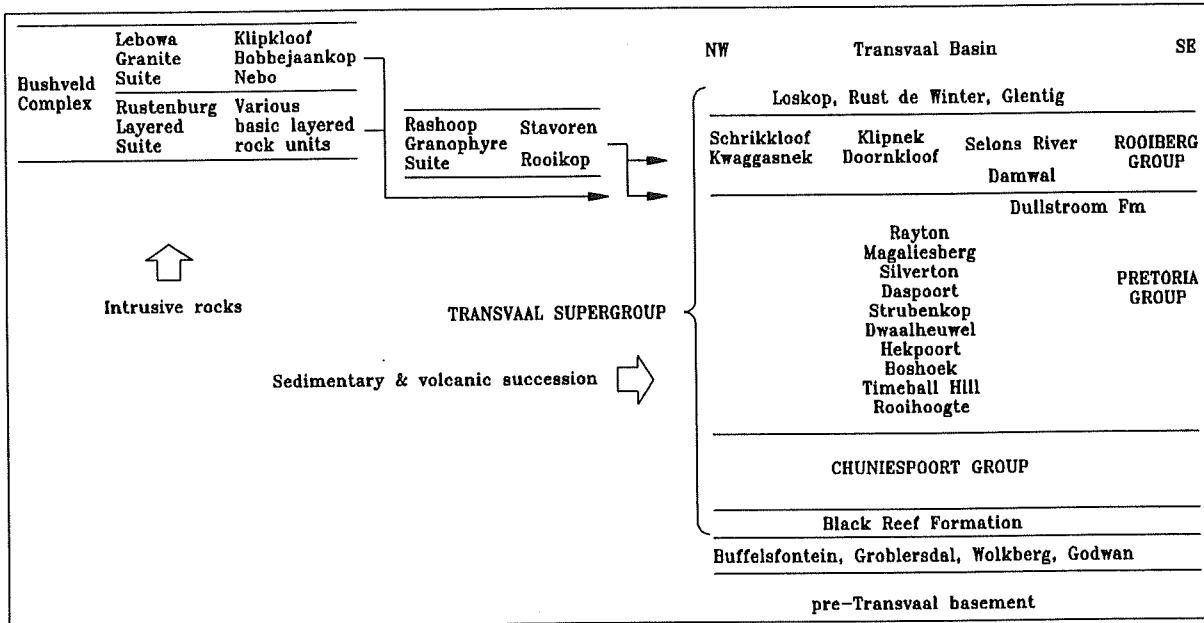 Bushveld
Complex
Lebowa
Granite
Suite
Klipkloof
Bobbejaankop
Nebo
Rustenburg
Layered
Suite
Various
basic layered
rock units
Rashoop
Granophyre
Suite
Stavoren
Rooikop
Intrusive rocks
TRANSVAAL SUPERGROUP
Sedimentary & volcanic succession
NW Transvaal Basin SE
Loskop, Rust de Winter, Glentig
Schrikkloof
Kwaggasnek
Klipnek
Doornkloof
Selons River
Damwal
ROOIBERG
GROUP
Dullstroom Fm
Rayton
Magaliesberg
Silverton
Daspoort
Strubenkop
Dwaalheuwel
Hekpoort
Boshoek
Timeball Hill
Rooihoogte
PRETORIA
GROUP
CHUNIESPOORT GROUP
Black Reef Formation
Buffelsfontein, Groblersdal, Wolkberg, Godwan
pre-Transvaal basement